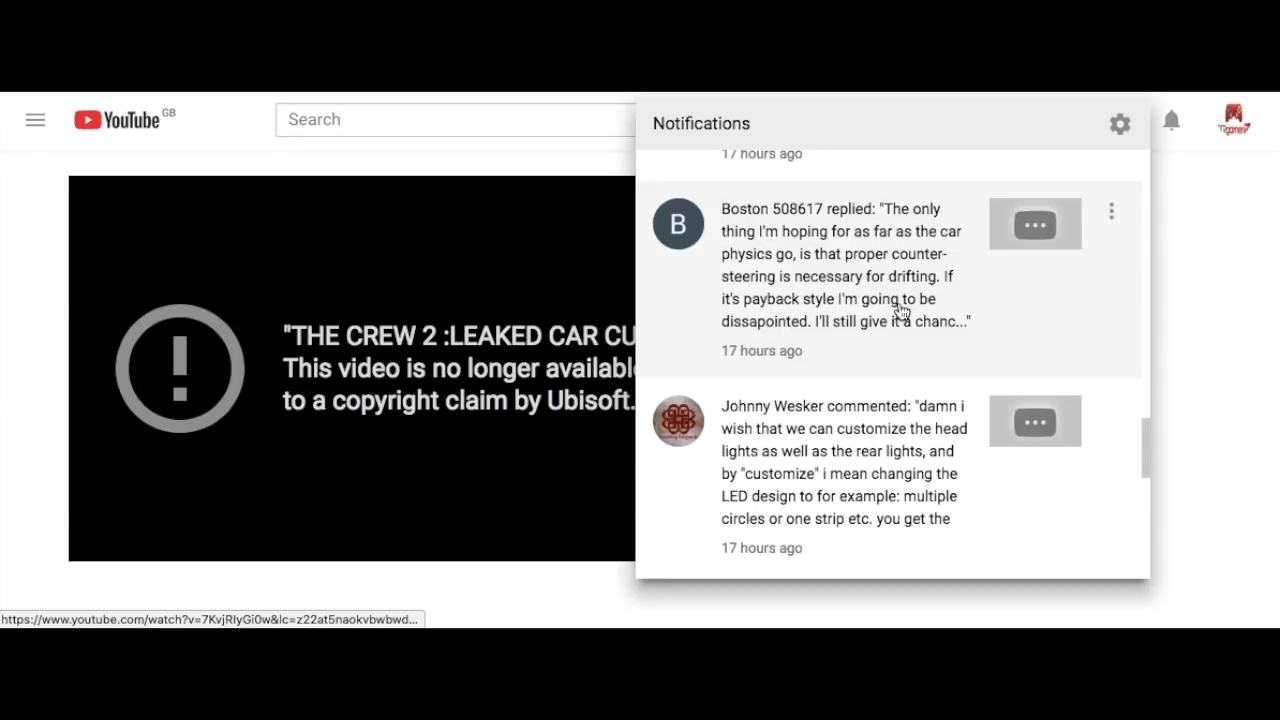 YouTube GB
Search
Notifications
17 hours ago
B
Boston 508617 replied: "The only
thing I'm hoping for as far as the car
physics go, is that proper counter-
steering is necessary for drifting. If
it's payback style I'm going to be
dissapointed. I'll still give it a chanc..."
17 hours ago
"THE CREW 2 :LEAKED CAR CU
This video is no longer availabl
to a copyright claim by Ubisoft.
Johnny Wesker commented: "damn i
wish that we can customize the head
lights as well as the rear lights, and
by "customize" i mean changing the
LED design to for example: multiple
circles or one strip etc. you get the
17 hours ago
https://www.youtube.com/watch?v=7KvjRlyGi0w&lc=z22at5naokvbwbwd...